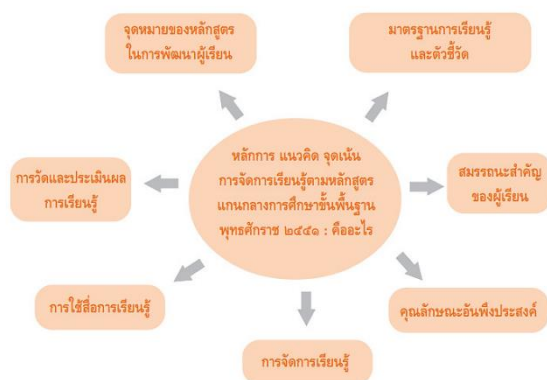 จุดหมายของหลักสูตร
ในการพัฒนาผู้เรียน
มาตรฐานการเรียนรู้
และตัวชี้วัด
หลักการ แนวคิด จุดเน้น
การจัดการเรียนรู้ตามหลักสูตร
แกนกลางการศึกษาขั้นพื้นฐาน
พุทธศักราช ๒๕๕๑ : คืออะไร
การวัดและประเมินผล
การเรียนรู้
สมรรถนะสำคัญ
ของผู้เรียน
การใช้สื่อการเรียนรู้
คุณลักษณะอันพึงประสงค์
การจัดการเรียนรู้